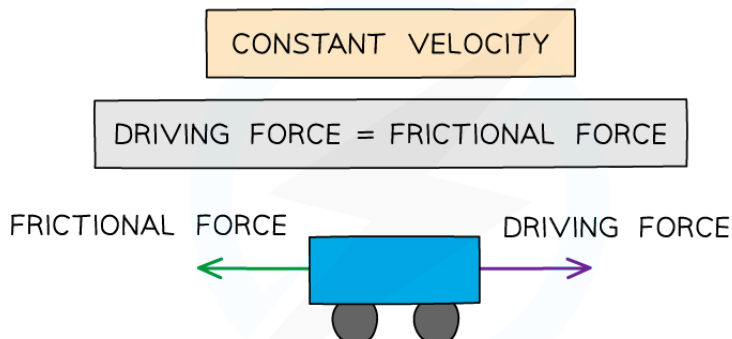 CONSTANT VELOCITY
DRIVING FORCE = FRICTIONAL FORCE
FRICTIONAL FORCE
DRIVING FORCE